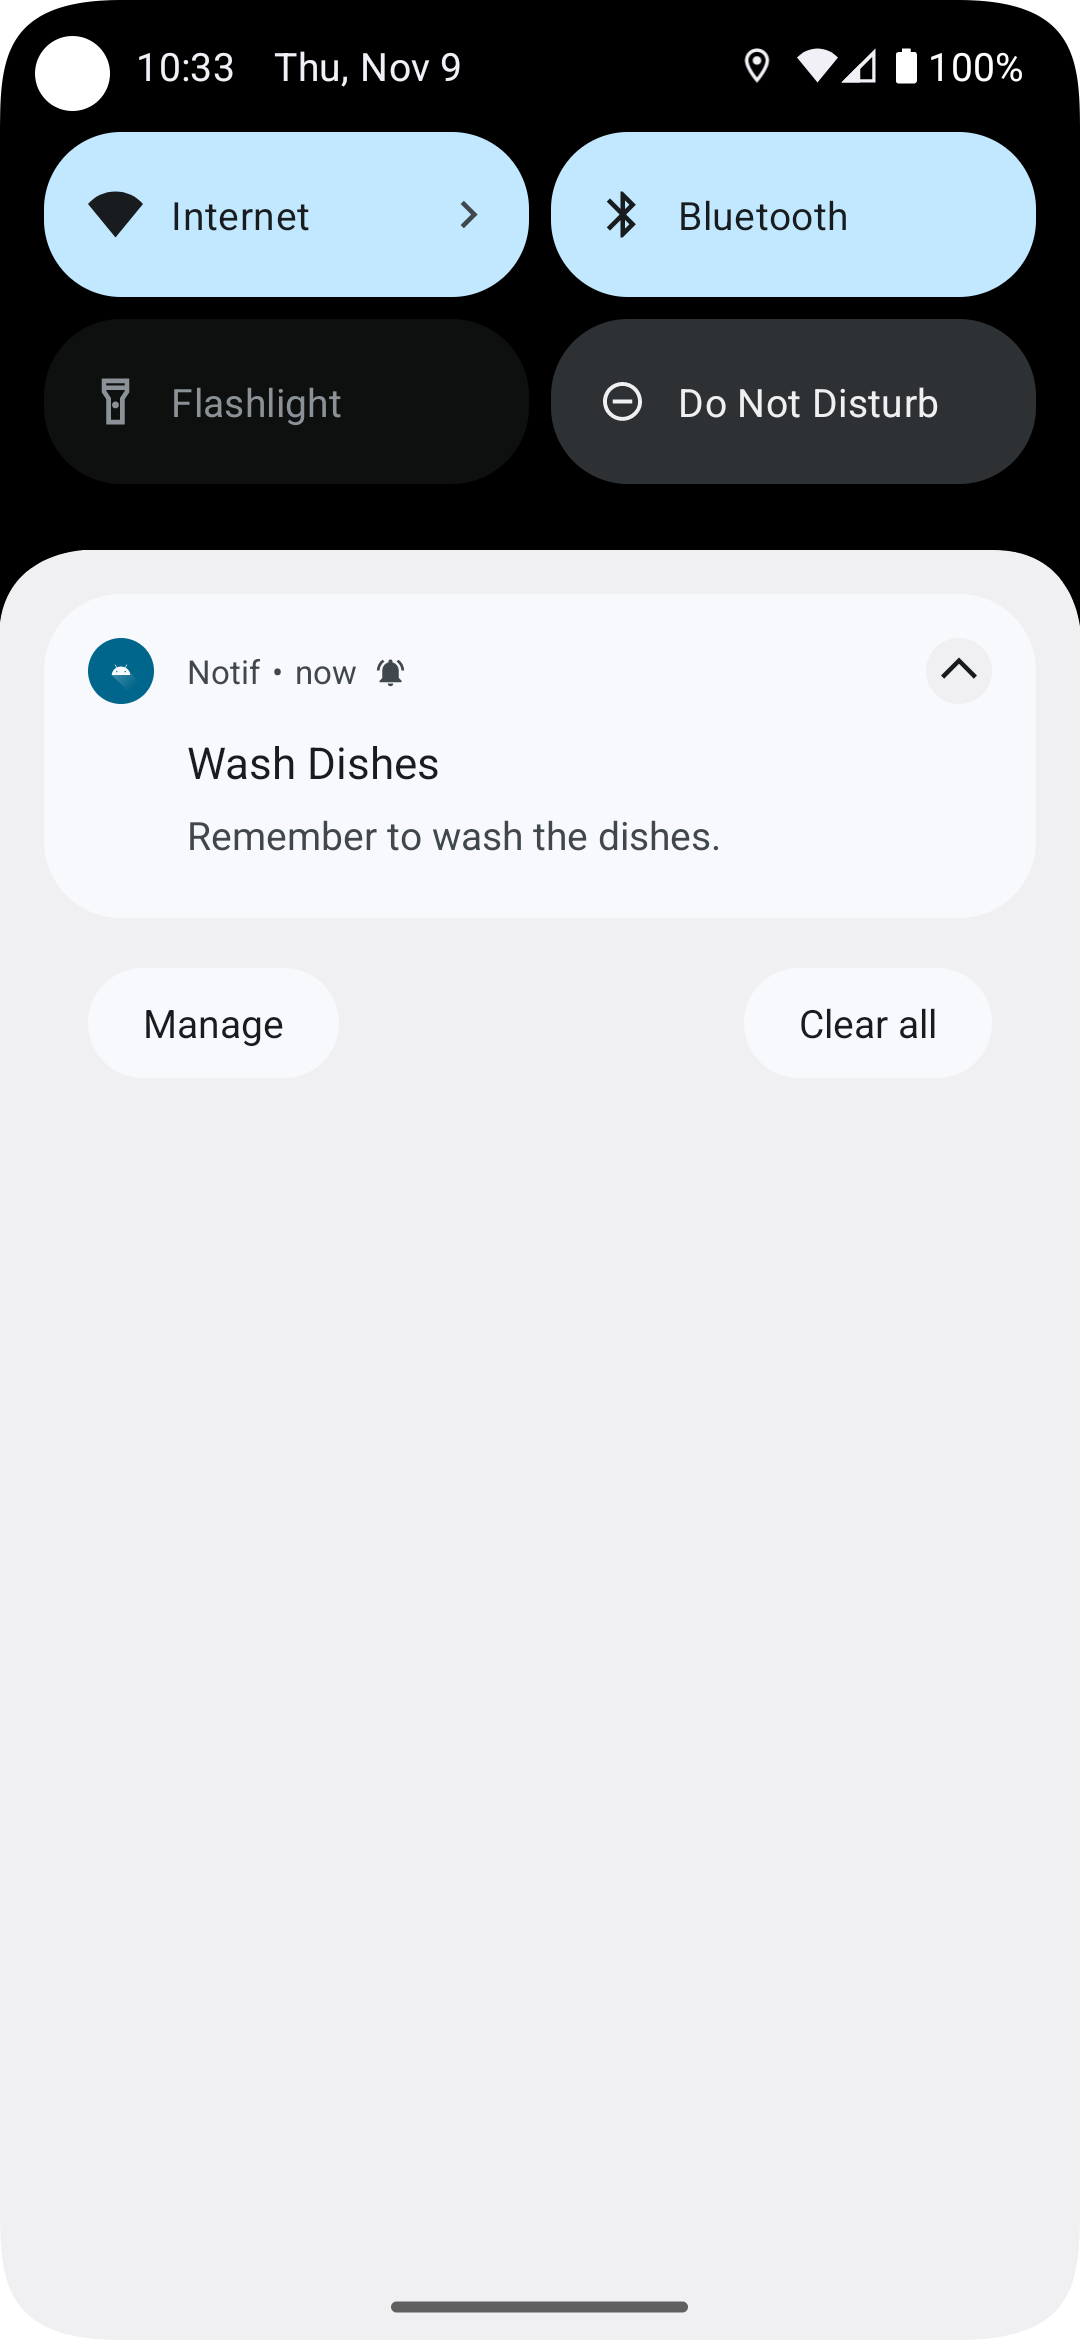 10:33 Thu, Nov 9 100%
Internet Bluetooth
Flashlight Do Not Disturb
Notif • now
Wash Dishes
Remember to wash the dishes.
Manage Clear all